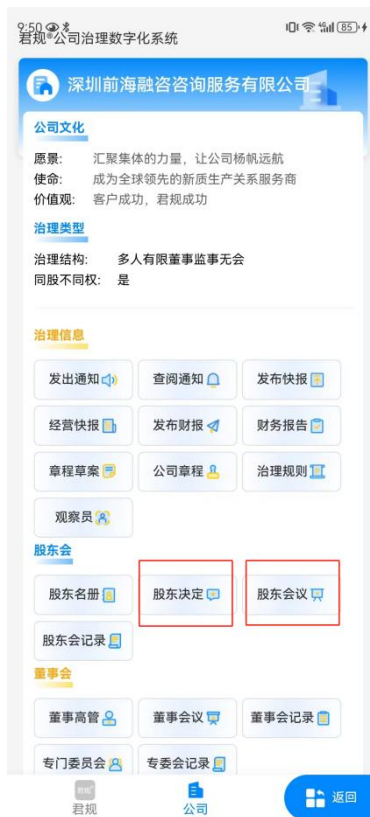 9:50
85
君规®公司治理数字化系统
深圳前海融咨咨询服务有限公司
公司文化
愿景: 汇聚集体的力量，让公司杨帆远航
使命: 成为全球领先的新质生产关系服务商
价值观: 客户成功，君规成功
治理类型
治理结构: 多人有限董事监事无会
同股不同权: 是
治理信息
发出通知 查阅通知 发布快报
经营快报 发布财报 财务报告
章程草案 公司章程 治理规则
观察员
股东会
股东名册 股东决定 股东会议
股东会记录
董事会
董事高管 董事会议 董事会记录
专门委员会 专委会记录
君规 公司 返回